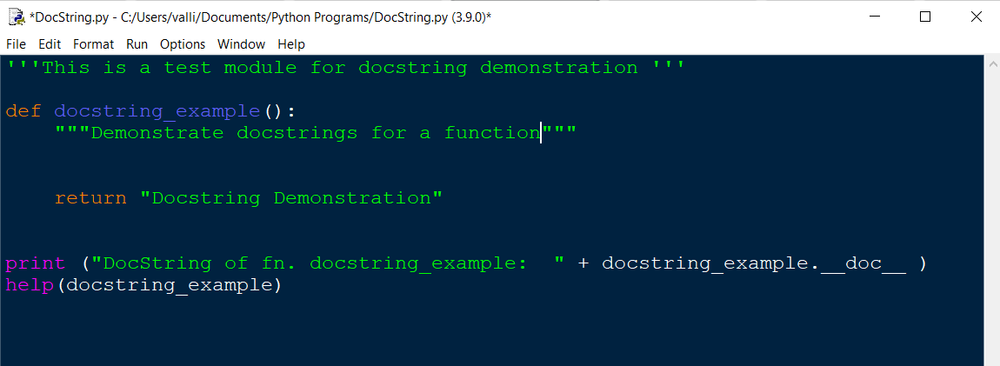 *DocString.py - C:/Users/valli/Documents/Python Programs/DocString.py (3.9.0)*
File Edit Format Run Options Window Help
'''This is a test module for docstring demonstration '''
def docstring_example():
    """Demonstrate docstrings for a function"""
    return "Docstring Demonstration"
print ("DocString of fn. docstring_example:  " + docstring_example.__doc__ )
help(docstring_example)